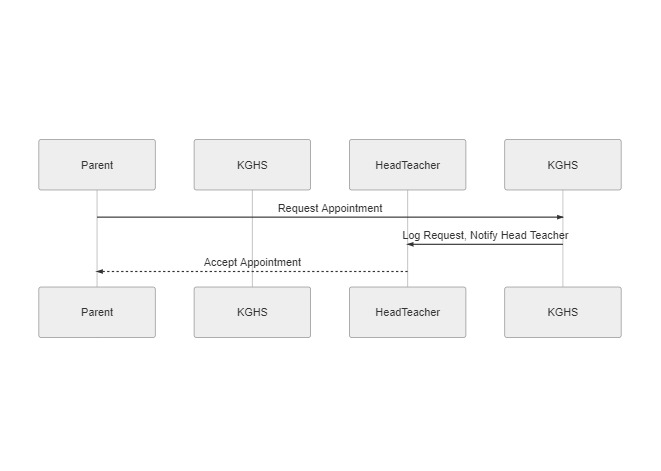 Parent
KGHS
HeadTeacher
KGHS
Request Appointment
Log Request, Notify Head Teacher
Accept Appointment
Parent
KGHS
HeadTeacher
KGHS